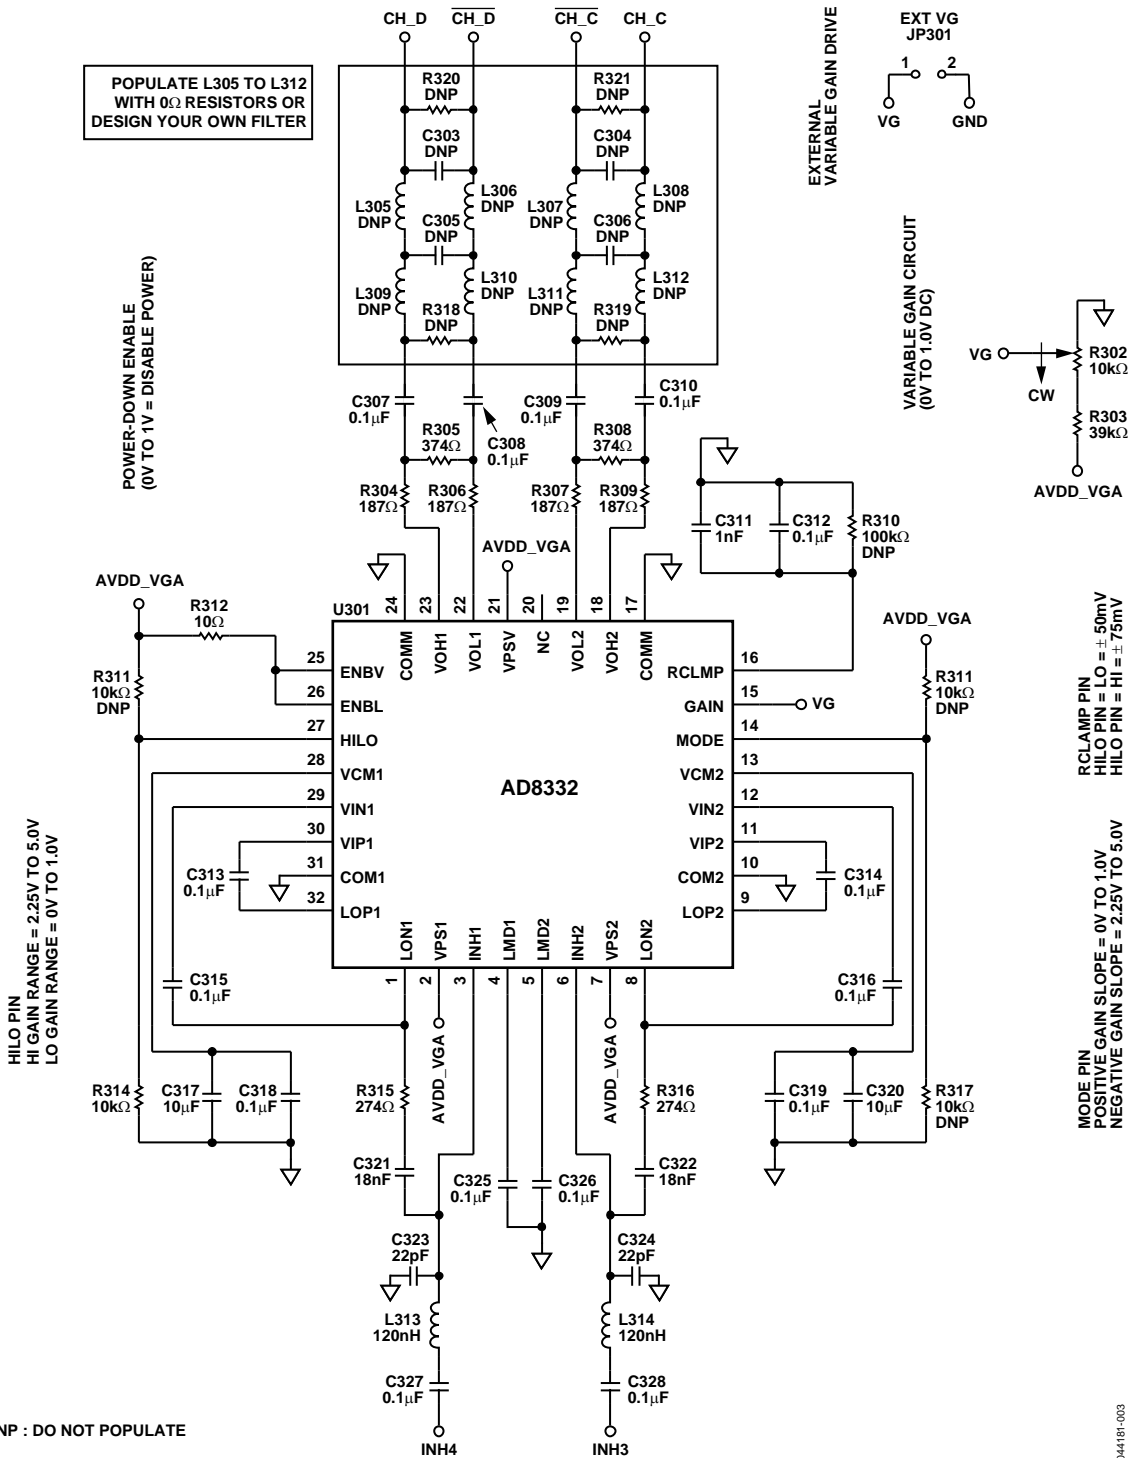 CH_D
CH_D
CH_C
CH_C
POPULATE L305 TO L312
WITH 0Ω RESISTORS OR
DESIGN YOUR OWN FILTER
R320
DNP
R321
DNP
C303
DNP
C304
DNP
L305
DNP
L306
DNP
L307
DNP
L308
DNP
C305
DNP
C306
DNP
L309
DNP
L310
DNP
L311
DNP
L312
DNP
R318
DNP
R319
DNP
EXTERNAL
VARIABLE GAIN DRIVE
EXT VG
JP301
1
2
VG
GND
VARIABLE GAIN CIRCUIT
(0V TO 1.0V DC)
VG
CW
R302
10kΩ
R303
39kΩ
AVDD_VGA
POWER-DOWN ENABLE
(0V TO 1V = DISABLE POWER)
C307
0.1µF
C308
0.1µF
C309
0.1µF
C310
0.1µF
R305
374Ω
R308
374Ω
R304
187Ω
R306
187Ω
R307
187Ω
R309
187Ω
C311
1nF
C312
0.1µF
R310
100kΩ
DNP
AVDD_VGA
AVDD_VGA
R312
10Ω
R311
10kΩ
DNP
AVDD_VGA
R311
10kΩ
DNP
U301
24
23
22
21
20
19
18
17
COMM
VOH1
VOL1
VPSV
NC
VOL2
VOH2
COMM
25
ENBV
26
ENBL
27
HILO
28
VCM1
29
VIN1
30
VIP1
31
COM1
32
LOP1
AD8332
RCLMP
16
GAIN
15
VG
MODE
14
VCM2
13
VIN2
12
VIP2
11
COM2
10
LOP2
9
LON1
VPS1
INH1
LMD1
LMD2
INH2
VPS2
LON2
1
2
3
4
5
6
7
8
AVDD_VGA
AVDD_VGA
RCLAMP PIN
HILO PIN = LO = ± 50mV
HILO PIN = HI = ± 75mV
MODE PIN
POSITIVE GAIN SLOPE = 0V TO 1.0V
NEGATIVE GAIN SLOPE = 2.25V TO 5.0V
HILO PIN
HI GAIN RANGE = 2.25V TO 5.0V
LO GAIN RANGE = 0V TO 1.0V
C313
0.1µF
C314
0.1µF
C315
0.1µF
C316
0.1µF
R314
10kΩ
C317
10µF
C318
0.1µF
R315
274Ω
R316
274Ω
C319
0.1µF
C320
10µF
R317
10kΩ
DNP
C321
18nF
C325
0.1µF
C326
0.1µF
C322
18nF
C323
22pF
C324
22pF
L313
120nH
L314
120nH
C327
0.1µF
C328
0.1µF
INH4
INH3
NP : DO NOT POPULATE
044181-003